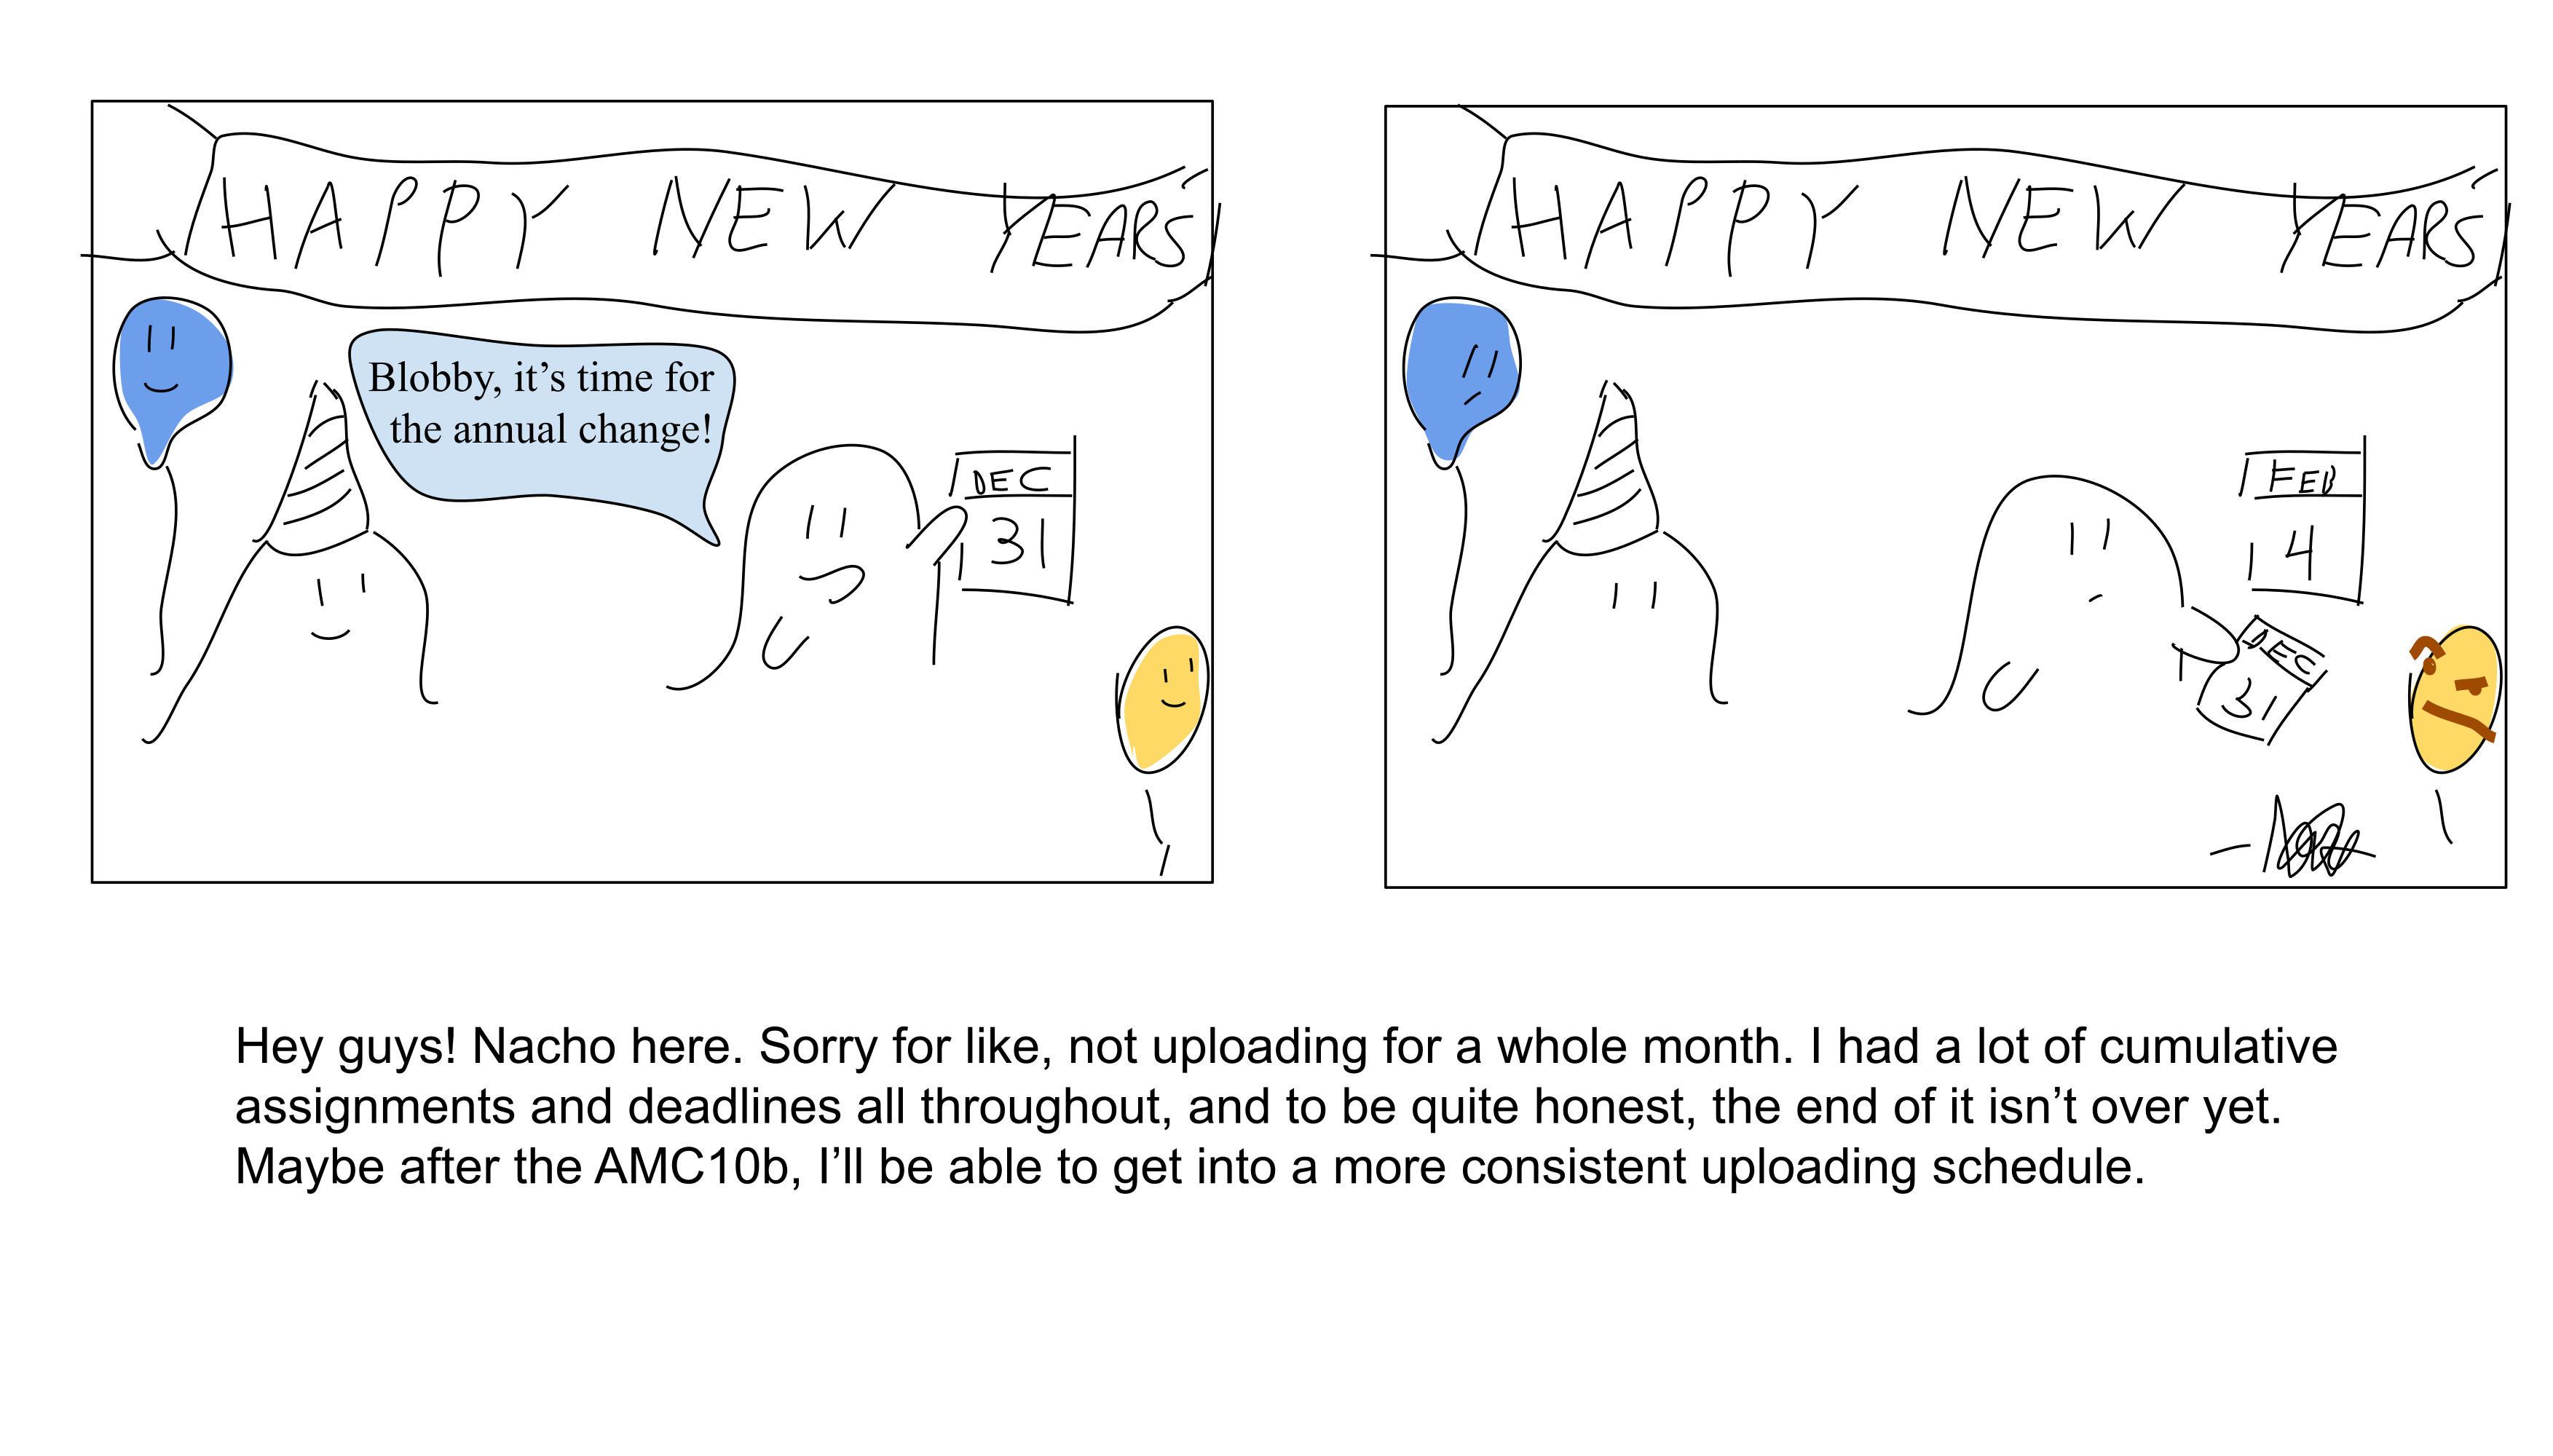 HAPPY NEW YEARS
Blobby, it's time for
the annual change!
DEC
31
HAPPY NEW YEARS
FEB
4
DEC
31
Hey guys! Nacho here. Sorry for like, not uploading for a whole month. I had a lot of cumulative
assignments and deadlines all throughout, and to be quite honest, the end of it isn't over yet.
Maybe after the AMC10b, I'll be able to get into a more consistent uploading schedule.